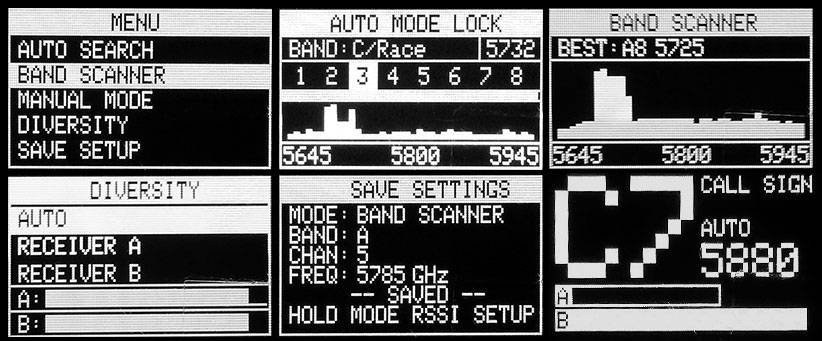 MENU
AUTO SEARCH
BAND SCANNER
MANUAL MODE
DIVERSITY
SAVE SETUP
AUTO MODE LOCK
BAND: C/Race 5732
1 2 3 4 5 6 7 8
5645 5800 5945
BAND SCANNER
BEST: A8 5725
5645 5800 5945
DIVERSITY
AUTO
RECEIVER A
RECEIVER B
A:
B:
SAVE SETTINGS
MODE: BAND SCANNER
BAND: A
CHAN: 5
FREQ: 5785 GHz
-- SAVED --
HOLD MODE RSSI SETUP
C7
CALL SIGN
AUTO
5880
A
B